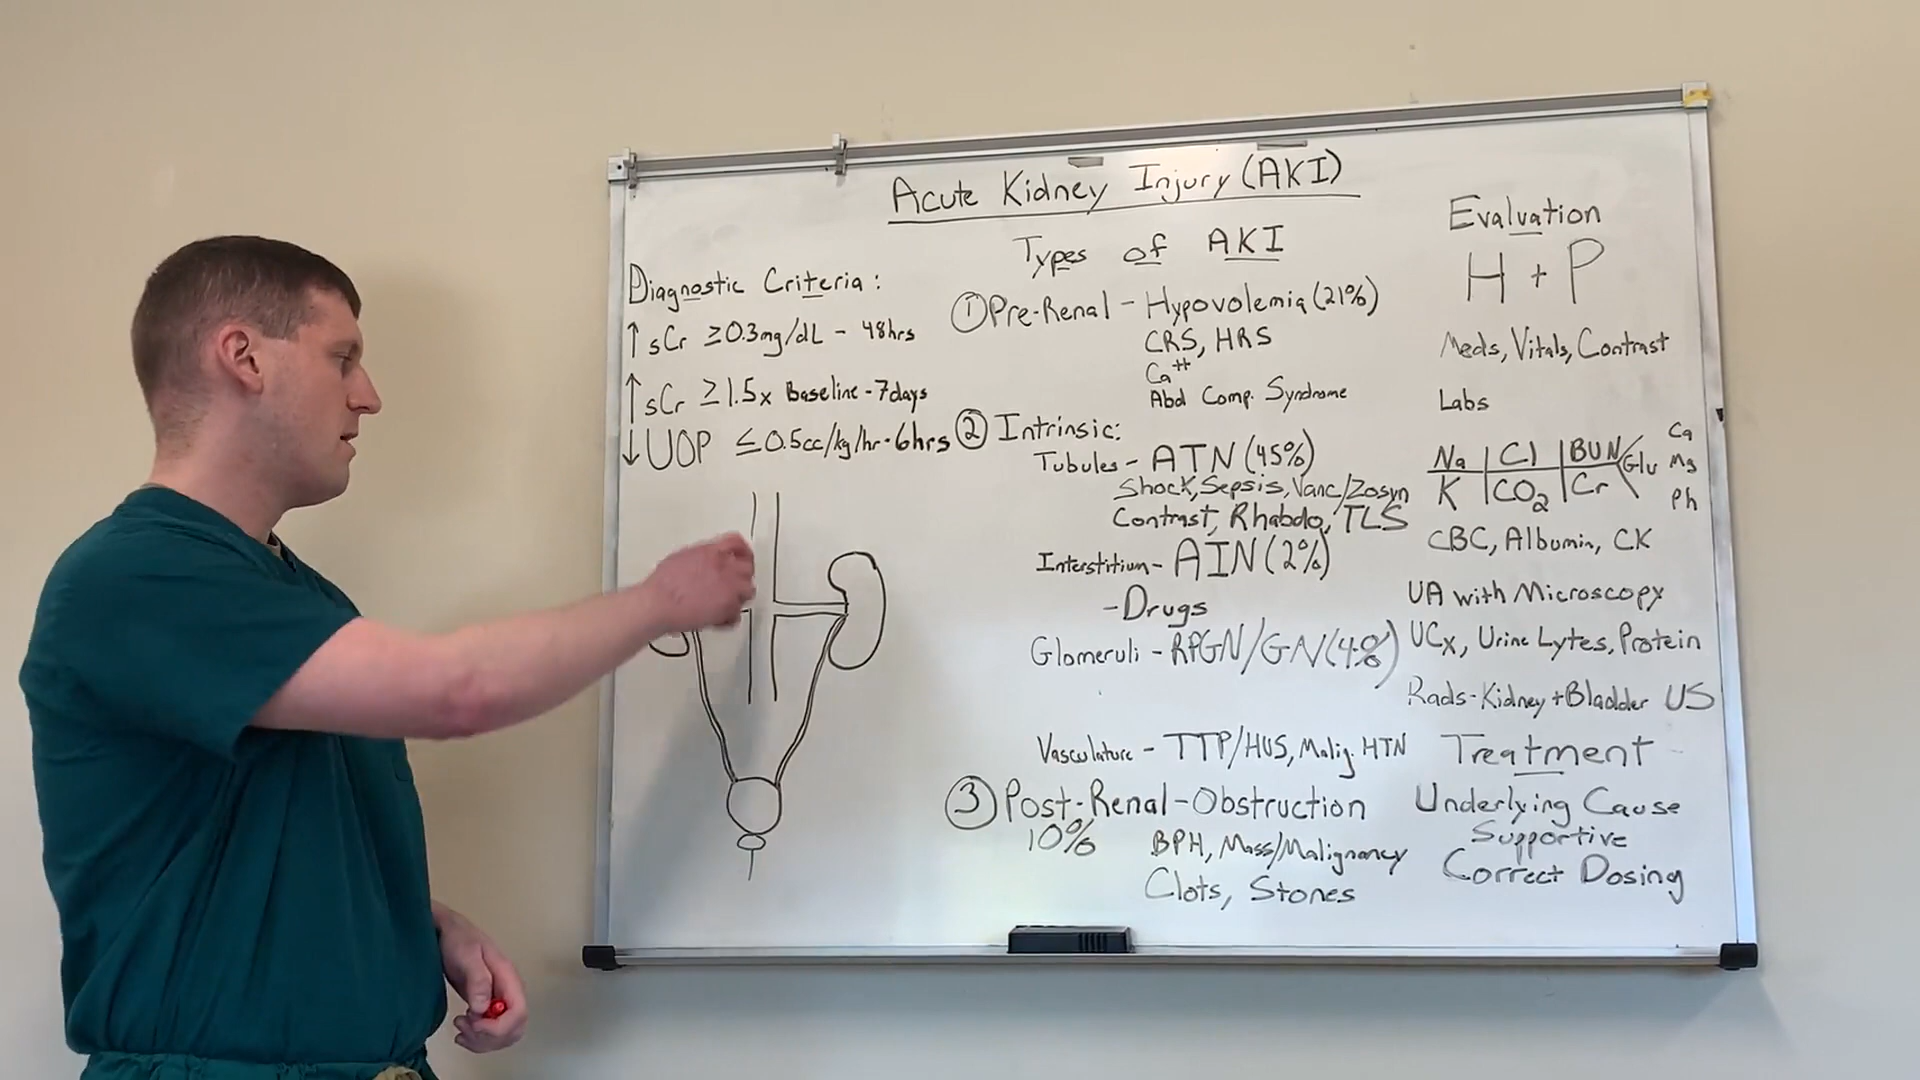 Acute Kidney Injury (AKI)
Diagnostic Criteria:
↑ sCr ≥0.3mg/dL - 48hrs
↑ sCr ≥1.5x Baseline-7days
↓ UOP ≤0.5cc/kg/hr-6hrs
Types of AKI
① Pre-Renal - Hypovolemia (21%)
CRS, HRS
Ca++
Abd Comp. Syndrome
② Intrinsic:
Tubules - ATN (45%)
Shock, Sepsis, Vanc/Zosyn
Contrast, Rhabdo, TLS
Interstitium - AIN (2%)
-Drugs
Glomeruli - RPGN/GN (4%)
Vasculature - TTP/HUS, Malig. HTN
③ Post-Renal-Obstruction
10% BPH, Mass/Malignancy
Clots, Stones
Evaluation
H + P
Meds, Vitals, Contrast
Labs
Na Cl BUN Glu Ca Mg
K CO2 Cr Ph
CBC, Albumin, CK
UA with Microscopy
UCx, Urine Lytes, Protein
Rads-Kidney+Bladder US
Treatment
Underlying Cause
Supportive
Correct Dosing